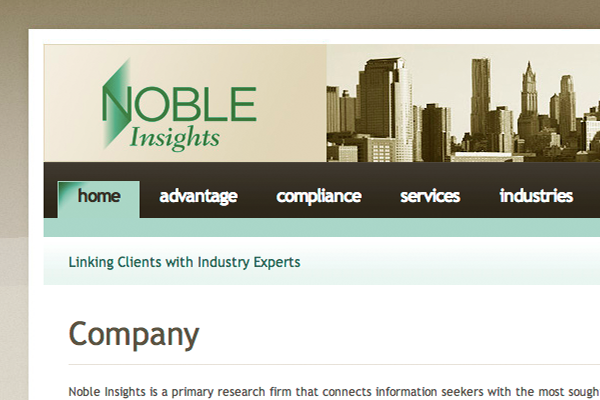 NOBLE
Insights
home advantage compliance services industries
Linking Clients with Industry Experts
Company
Noble Insights is a primary research firm that connects information seekers with the most sough